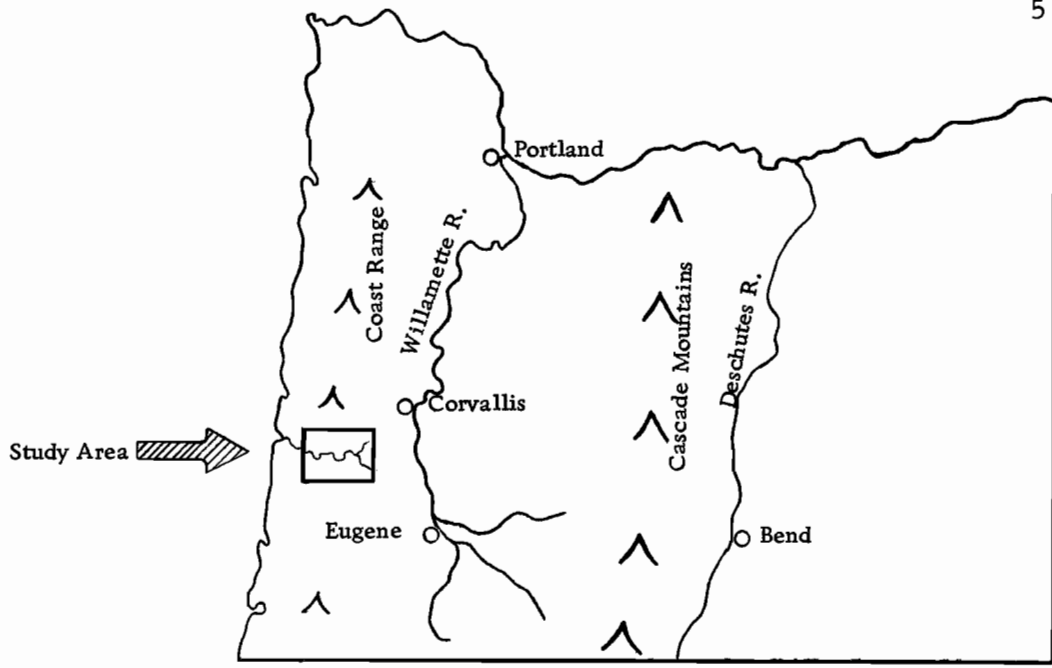 5
Portland
Coast Range
Willamette R.
Cascade Mountains
Deschutes R.
Corvallis
Study Area
Eugene
Bend